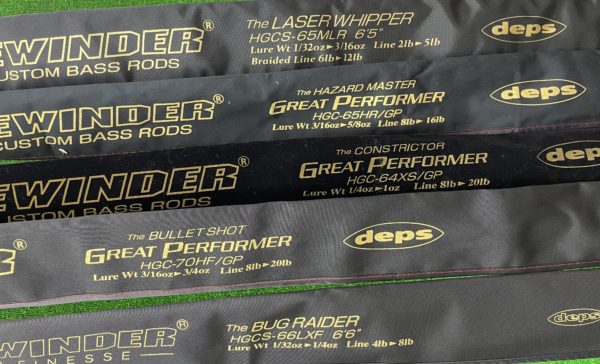 EWINDER®
CUSTOM BASS RODS
The LASER WHIPPER
HGCS-65MLR 6'5"
Lure Wt 1/32oz►3/16oz Line 2lb►5lb
Braided Line 6lb►12lb
deps
EWINDER®
CUSTOM BASS RODS
The HAZARD MASTER
GREAT PERFORMER
HGC-65HR/GP
Lure Wt 3/16oz►5/8oz Line 8lb►16lb
deps
EWINDER®
CUSTOM BASS RODS
The CONSTRICTOR
GREAT PERFORMER
HGC-64XS/GP
Lure Wt 1/4oz►1oz Line 8lb►20lb
deps
R®
The BULLET SHOT
GREAT PERFORMER
HGC-70HF/GP
Lure Wt 3/16oz►3/4oz Line 8lb►20lb
deps
EWINDER®
FINESSE
The BUG RAIDER
HGCS-66LXF 6'6"
Lure Wt 1/32oz►1/4oz Line 4lb►8lb
deps